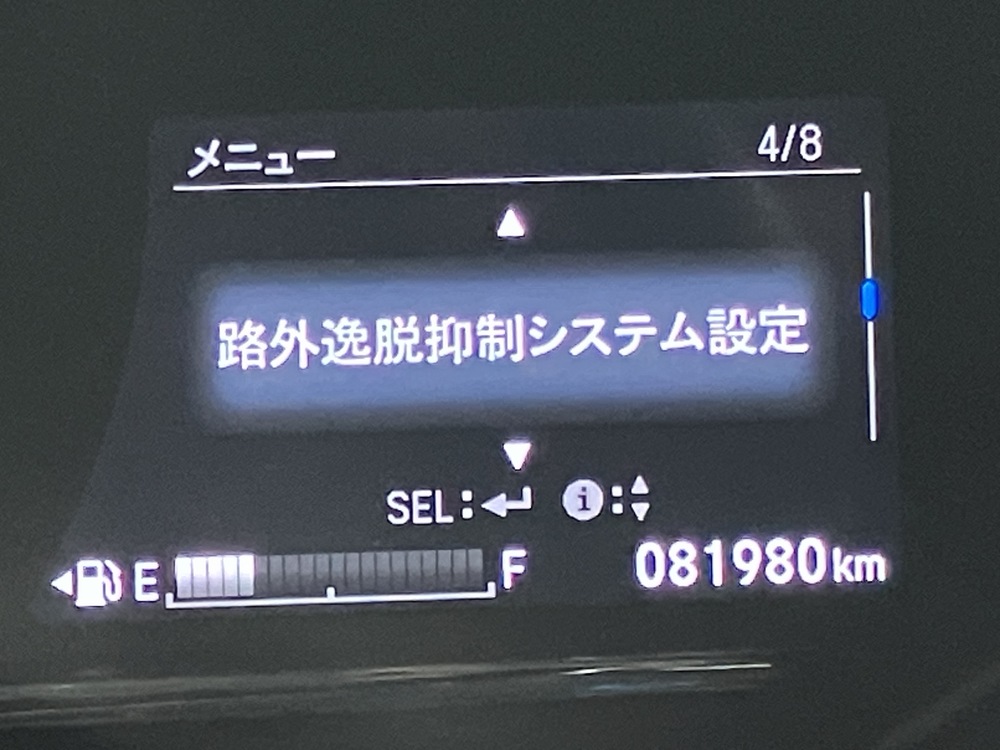 メニュー 4/8
▲
路外逸脱抑制システム設定
▼
SEL:↵ i:▲▼
E F 081980km